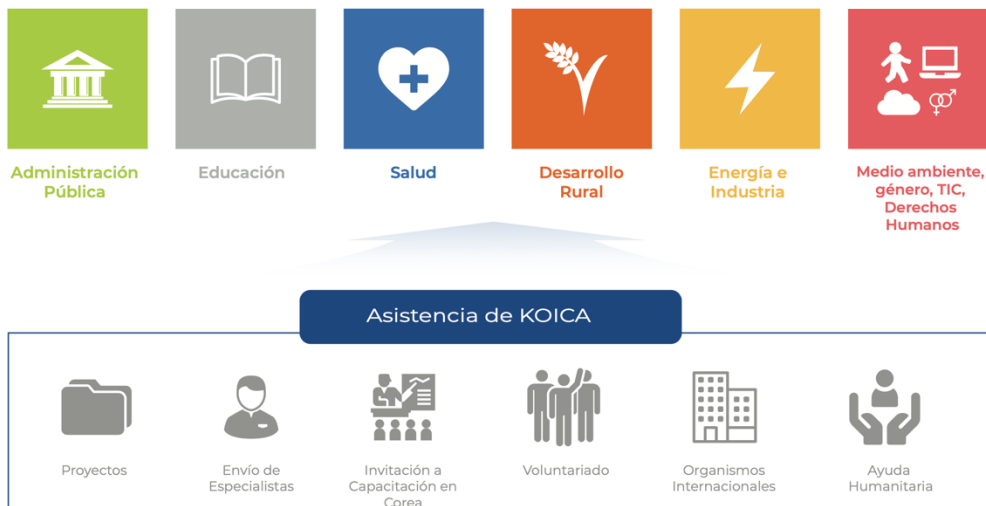 Administración
Pública
Educación
Salud
Desarrollo
Rural
Energía e
Industria
Medio ambiente,
género, TIC,
Derechos
Humanos
Asistencia de KOICA
Proyectos
Envío de
Especialistas
Invitación a
Capacitación en
Corea
Voluntariado
Organismos
Internacionales
Ayuda
Humanitaria